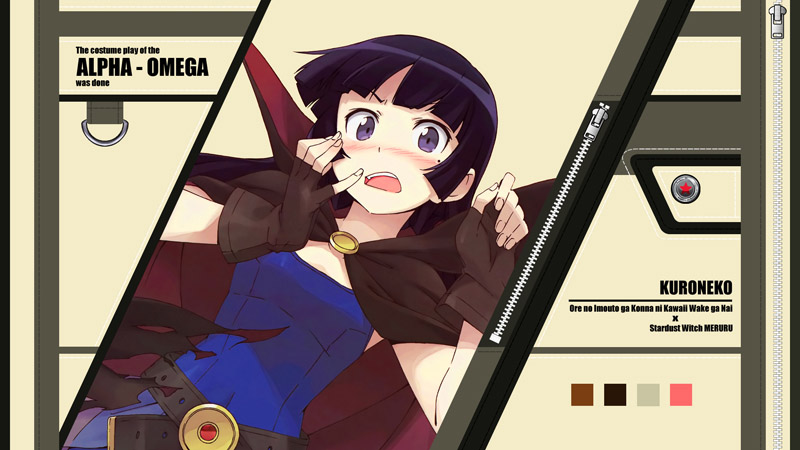 The costume play of the
ALPHA - OMEGA
was done
KURONEKO
Ore no Imouto ga Konna ni Kawaii Wake ga Nai
x
Stardust Witch MERURU